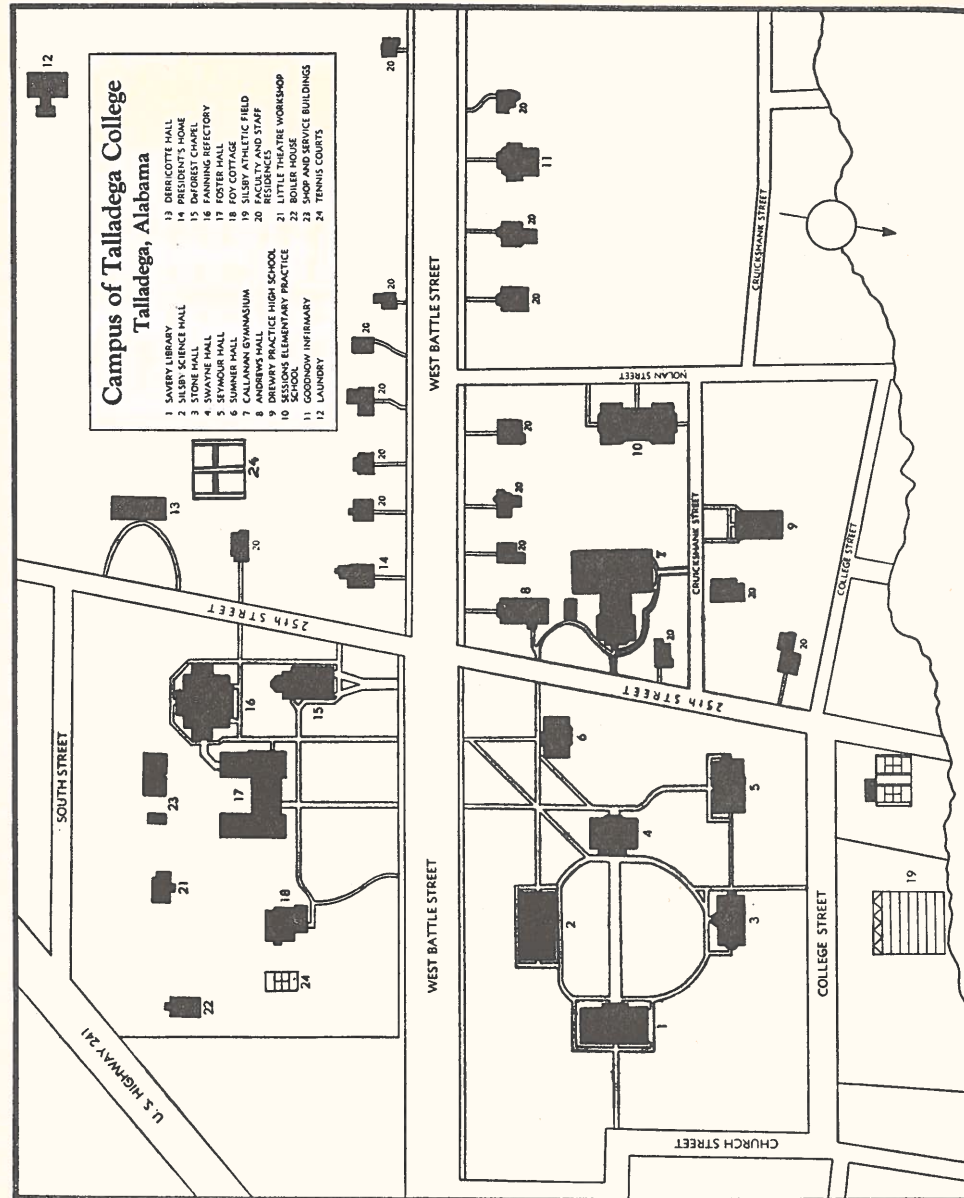 Campus of Talladega College
Talladega, Alabama
1 SAVERY LIBRARY
2 SILSBY SCIENCE HALL
3 STONE HALL
4 SWAYNE HALL
5 SEYMOUR HALL
6 SUMNER HALL
7 CALLANAN GYMNASIUM
8 ANDREWS HALL
9 DREWRY PRACTICE HIGH SCHOOL
10 SESSIONS ELEMENTARY PRACTICE
SCHOOL
11 GOODNOW INFIRMARY
12 LAUNDRY
13 DERRICOTTE HALL
14 PRESIDENT'S HOME
15 DeFOREST CHAPEL
16 FANNING REFECTORY
17 FOSTER HALL
18 FOY COTTAGE
19 SILSBY ATHLETIC FIELD
20 FACULTY AND STAFF
RESIDENCES
21 LITTLE THEATRE WORKSHOP
22 BOILER HOUSE
23 SHOP AND SERVICE BUILDINGS
24 TENNIS COURTS
U. S. HIGHWAY 241
SOUTH STREET
25th STREET
12
13
24
20
22
21
23
16
15
17
18
24
14
20
20
20
20
20
20
WEST BATTLE STREET
WEST BATTLE STREET
8
20
20
20
20
20
11
20
1
2
4
6
5
3
7
20
10
25th STREET
CRUICKSHANK STREET
NOLAN STREET
CRUICKSHANK STREET
20
9
20
COLLEGE STREET
COLLEGE STREET
CHURCH STREET
19